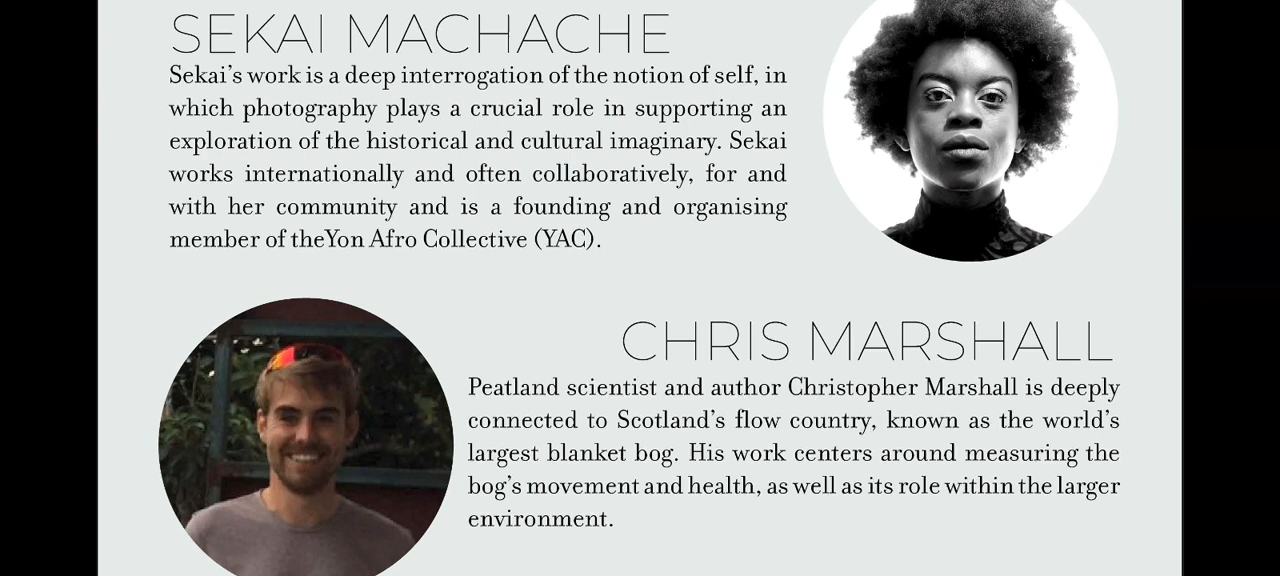 SEKAI MACHACHE
Sekai's work is a deep interrogation of the notion of self, in
which photography plays a crucial role in supporting an
exploration of the historical and cultural imaginary. Sekai
works internationally and often collaboratively, for and
with her community and is a founding and organising
member of theYon Afro Collective (YAC).
CHRIS MARSHALL
Peatland scientist and author Christopher Marshall is deeply
connected to Scotland's flow country, known as the world's
largest blanket bog. His work centers around measuring the
bog's movement and health, as well as its role within the larger
environment.